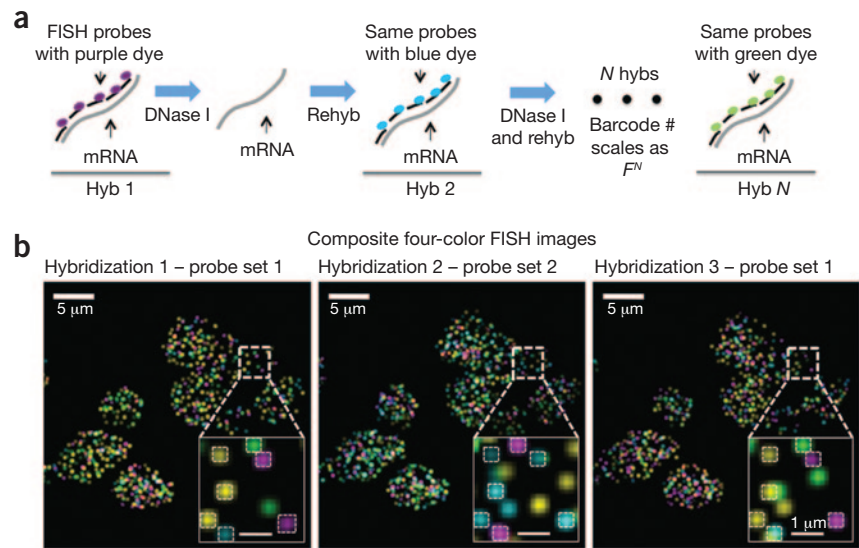 a
FISH probes
with purple dye
DNase I
mRNA
Hyb 1
mRNA
Rehyb
Same probes
with blue dye
mRNA
Hyb 2
DNase I
and rehyb
N hybs
Barcode #
scales as
F^N
Same probes
with green dye
mRNA
Hyb N
b
Composite four-color FISH images
Hybridization 1 – probe set 1
Hybridization 2 – probe set 2
Hybridization 3 – probe set 1
5 μm
5 μm
5 μm
1 μm